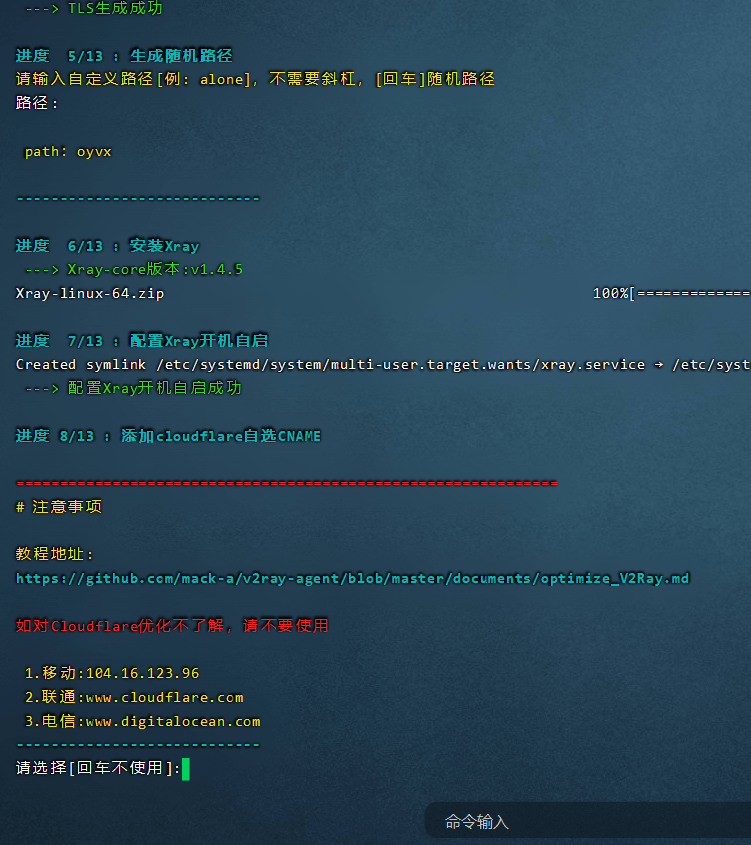 ---> TLS生成成功
进度  5/13 : 生成随机路径
请输入自定义路径[例: alone]，不需要斜杠，[回车]随机路径
路径:
path: oyvx
----------------------------
进度  6/13 : 安装Xray
---> Xray-core版本:v1.4.5
Xray-linux-64.zip 100%[=============
进度  7/13 : 配置Xray开机自启
Created symlink /etc/systemd/system/multi-user.target.wants/xray.service → /etc/syst
---> 配置Xray开机自启成功
进度 8/13 : 添加cloudflare自选CNAME
==============================================================
# 注意事项
教程地址:
https://github.com/mack-a/v2ray-agent/blob/master/documents/optimize_V2Ray.md
如对Cloudflare优化不了解，请不要使用
1.移动:104.16.123.96
2.联通:www.cloudflare.com
3.电信:www.digitalocean.com
----------------------------
请选择[回车不使用]:
命令输入